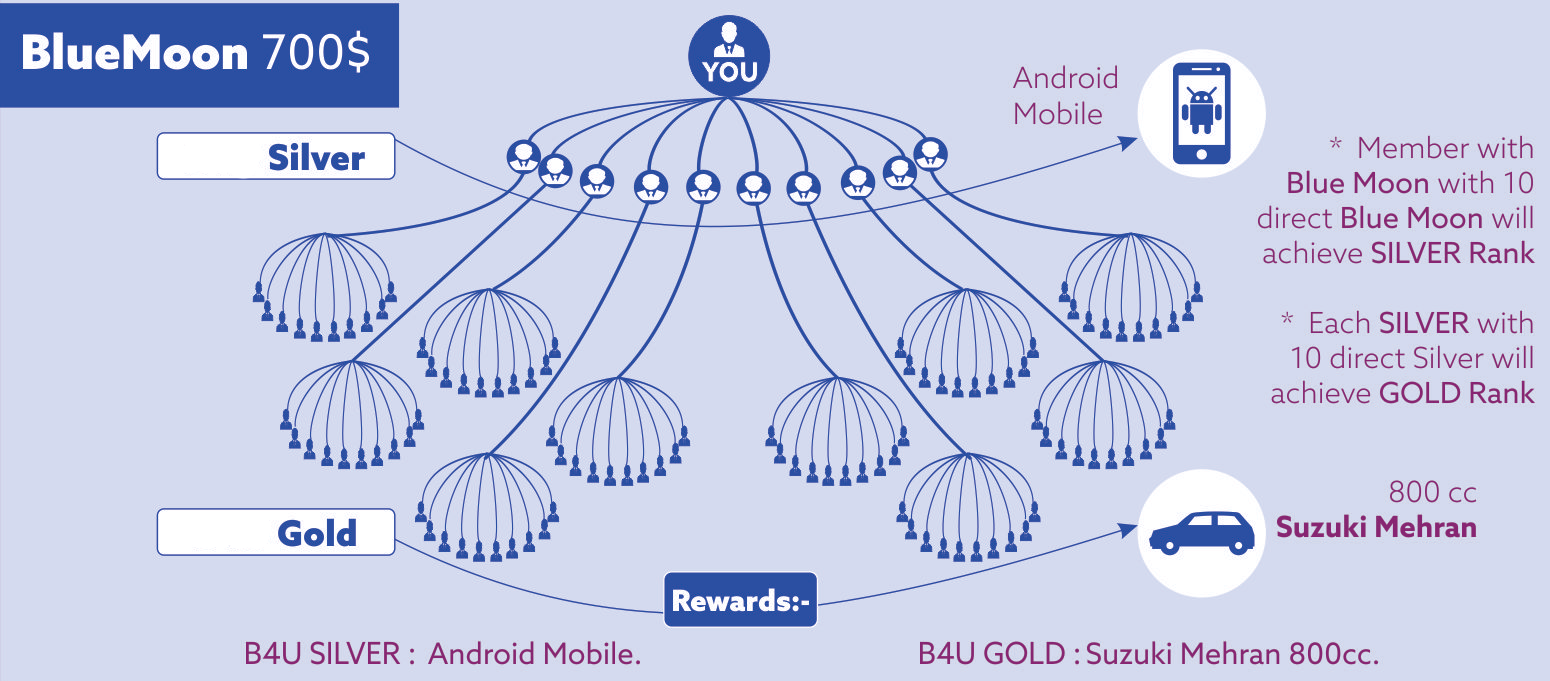 BlueMoon 700$
YOU
Silver
Android
Mobile
* Member with
Blue Moon with 10
direct Blue Moon will
achieve SILVER Rank
* Each SILVER with
10 direct Silver will
achieve GOLD Rank
Gold
800 cc
Suzuki Mehran
Rewards:-
B4U SILVER : Android Mobile.
B4U GOLD : Suzuki Mehran 800cc.